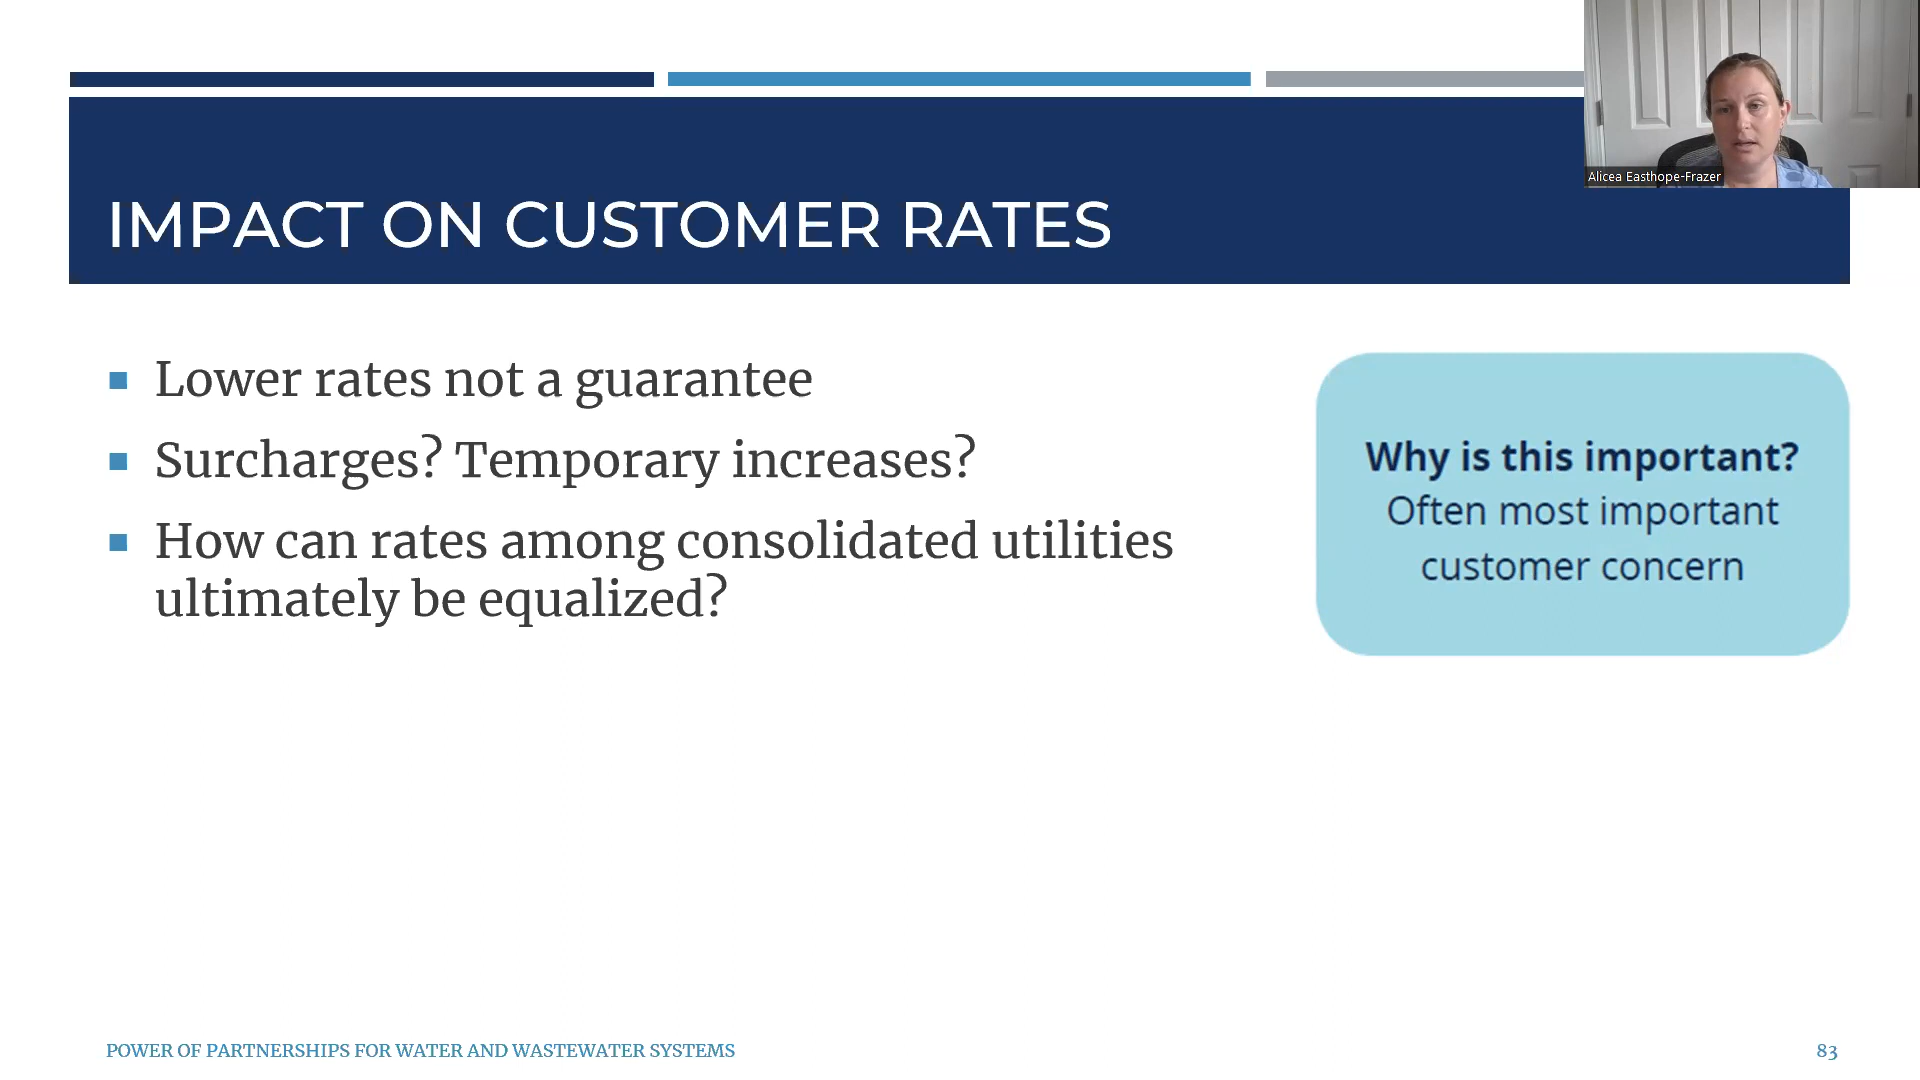 Alicea Easthope-Frazer
IMPACT ON CUSTOMER RATES
Lower rates not a guarantee
Surcharges? Temporary increases?
How can rates among consolidated utilities
ultimately be equalized?
Why is this important?
Often most important
customer concern
POWER OF PARTNERSHIPS FOR WATER AND WASTEWATER SYSTEMS
83